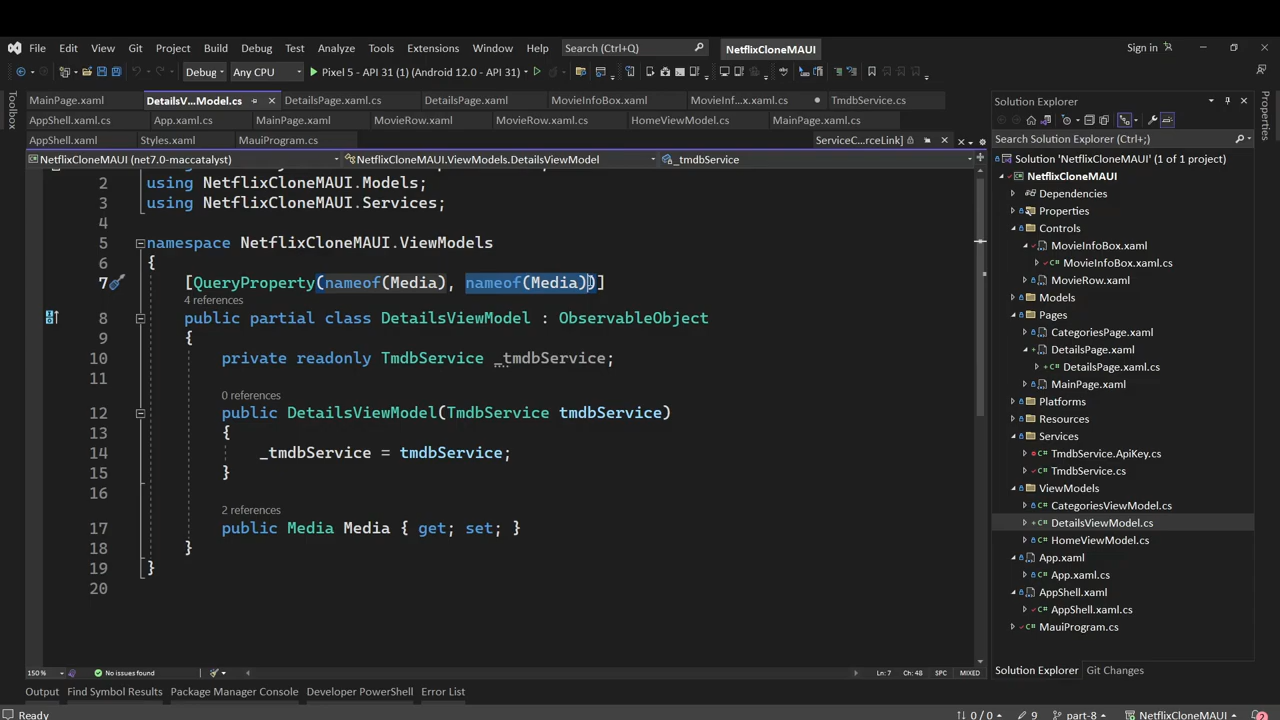 File Edit View Git Project Build Debug Test Analyze Tools Extensions Window Help Search (Ctrl+Q) NetflixCloneMAUI Sign in
Debug Any CPU Pixel 5 - API 31 (1) (Android 12.0 - API 31)
Toolbox
MainPage.xaml DetailsV...Model.cs DetailsPage.xaml.cs DetailsPage.xaml MovieInfoBox.xaml MovieInf...x.xaml.cs TmdbService.cs
AppShell.xaml.cs App.xaml.cs MainPage.xaml MovieRow.xaml MovieRow.xaml.cs HomeViewModel.cs MainPage.xaml.cs
AppShell.xaml Styles.xaml MauiProgram.cs ServiceC...rceLink]
NetflixCloneMAUI (net7.0-maccatalyst) NetflixCloneMAUI.ViewModels.DetailsViewModel _tmdbService
2 using NetflixCloneMAUI.Models;
3 using NetflixCloneMAUI.Services;
4
5 namespace NetflixCloneMAUI.ViewModels
6 {
7 [QueryProperty(nameof(Media), nameof(Media))]
4 references
8 public partial class DetailsViewModel : ObservableObject
9 {
10 private readonly TmdbService _tmdbService;
11
0 references
12 public DetailsViewModel(TmdbService tmdbService)
13 {
14 _tmdbService = tmdbService;
15 }
16
2 references
17 public Media Media { get; set; }
18 }
19 }
20
150 % No issues found Ln: 7 Ch: 48 SPC MIXED
Output Find Symbol Results Package Manager Console Developer PowerShell Error List
Ready 0 / 0 9 part-8 NetflixCloneMAUI 2
Solution Explorer
Search Solution Explorer (Ctrl+;)
Solution 'NetflixCloneMAUI' (1 of 1 project)
NetflixCloneMAUI
Dependencies
Properties
Controls
MovieInfoBox.xaml
MovieInfoBox.xaml.cs
MovieRow.xaml
Models
Pages
CategoriesPage.xaml
DetailsPage.xaml
DetailsPage.xaml.cs
MainPage.xaml
Platforms
Resources
Services
TmdbService.ApiKey.cs
TmdbService.cs
ViewModels
CategoriesViewModel.cs
DetailsViewModel.cs
HomeViewModel.cs
App.xaml
App.xaml.cs
AppShell.xaml
AppShell.xaml.cs
MauiProgram.cs
Solution Explorer Git Changes
Properties